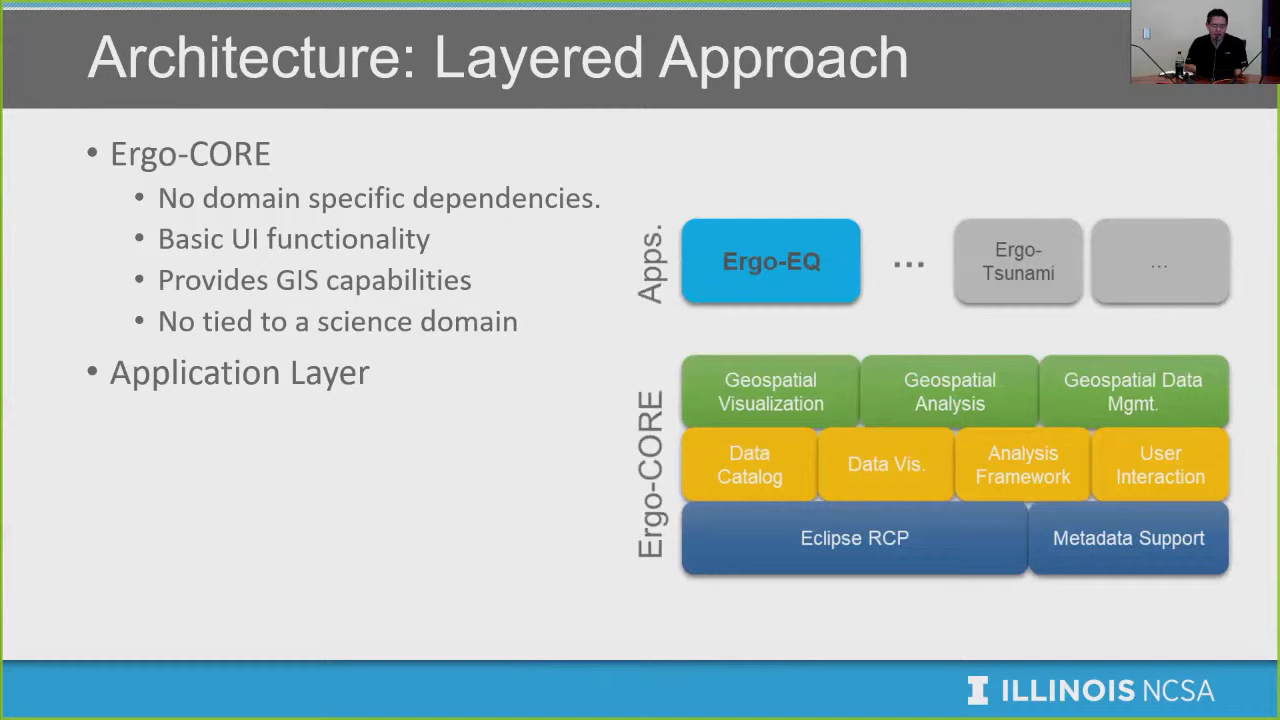 Architecture: Layered Approach
• Ergo-CORE
• No domain specific dependencies.
• Basic UI functionality
• Provides GIS capabilities
• No tied to a science domain
• Application Layer
Apps.
Ergo-EQ
...
Ergo-
Tsunami
...
Ergo-CORE
Geospatial
Visualization
Geospatial
Analysis
Geospatial Data
Mgmt.
Data
Catalog
Data Vis.
Analysis
Framework
User
Interaction
Eclipse RCP
Metadata Support
I ILLINOIS NCSA